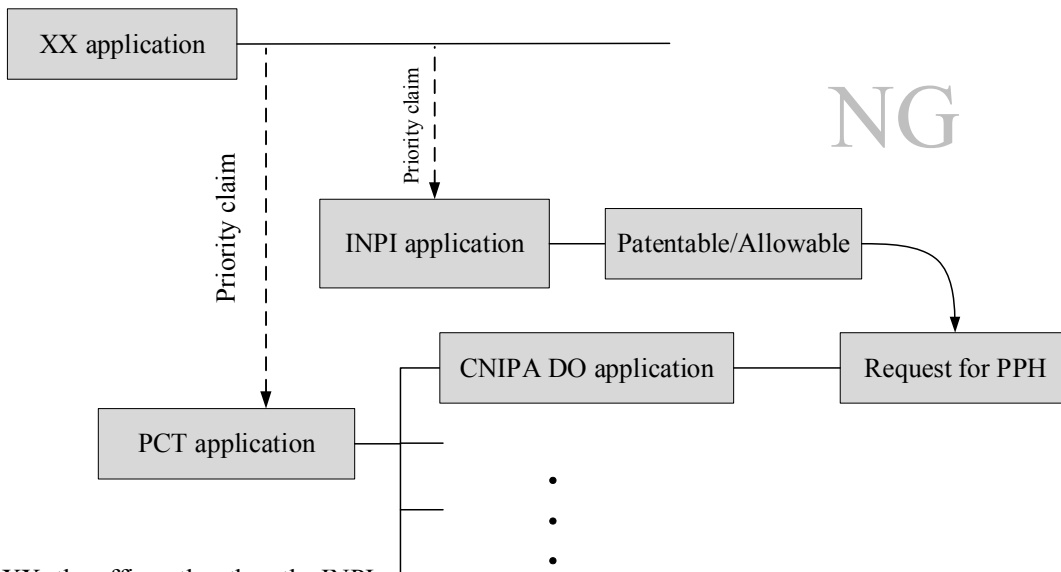 XX application
NG
Priority claim
Priority claim
INPI application
Patentable/Allowable
CNIPA DO application
Request for PPH
PCT application